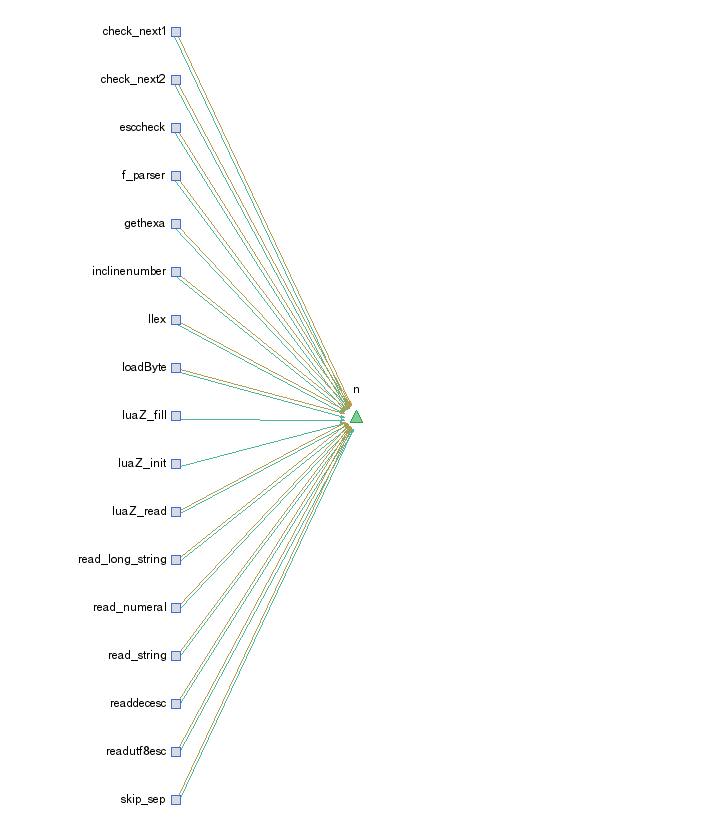 check_next1
check_next2
esccheck
f_parser
gethexa
inclinenumber
llex
loadByte
n
luaZ_fill
luaZ_init
luaZ_read
read_long_string
read_numeral
read_string
readdecesc
readutf8esc
skip_sep